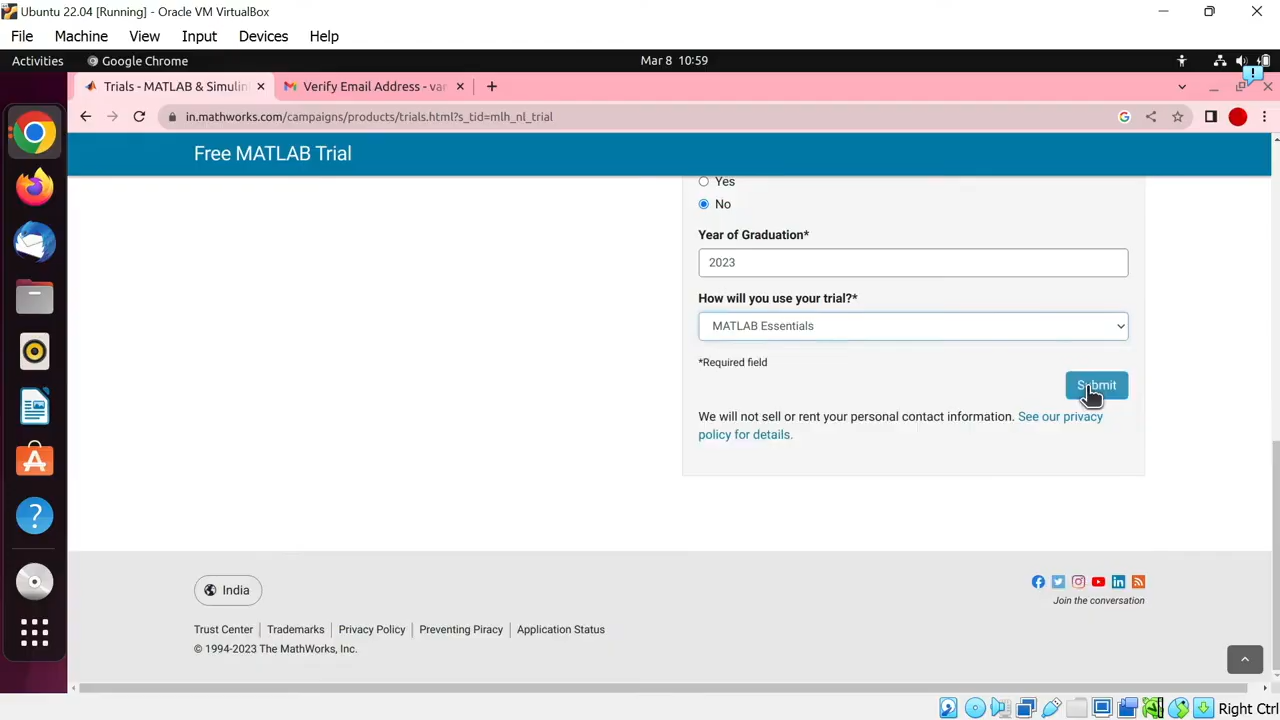 Ubuntu 22.04 [Running] - Oracle VM VirtualBox
File Machine View Input Devices Help
Activities Google Chrome Mar 8 10:59
Trials - MATLAB & Simulin Verify Email Address - va
in.mathworks.com/campaigns/products/trials.html?s_tid=mlh_nl_trial
Free MATLAB Trial
Yes
No
Year of Graduation*
2023
How will you use your trial?*
MATLAB Essentials
*Required field
Submit
We will not sell or rent your personal contact information. See our privacy
policy for details.
India
Join the conversation
Trust Center Trademarks Privacy Policy Preventing Piracy Application Status
© 1994-2023 The MathWorks, Inc.
Right Ctrl